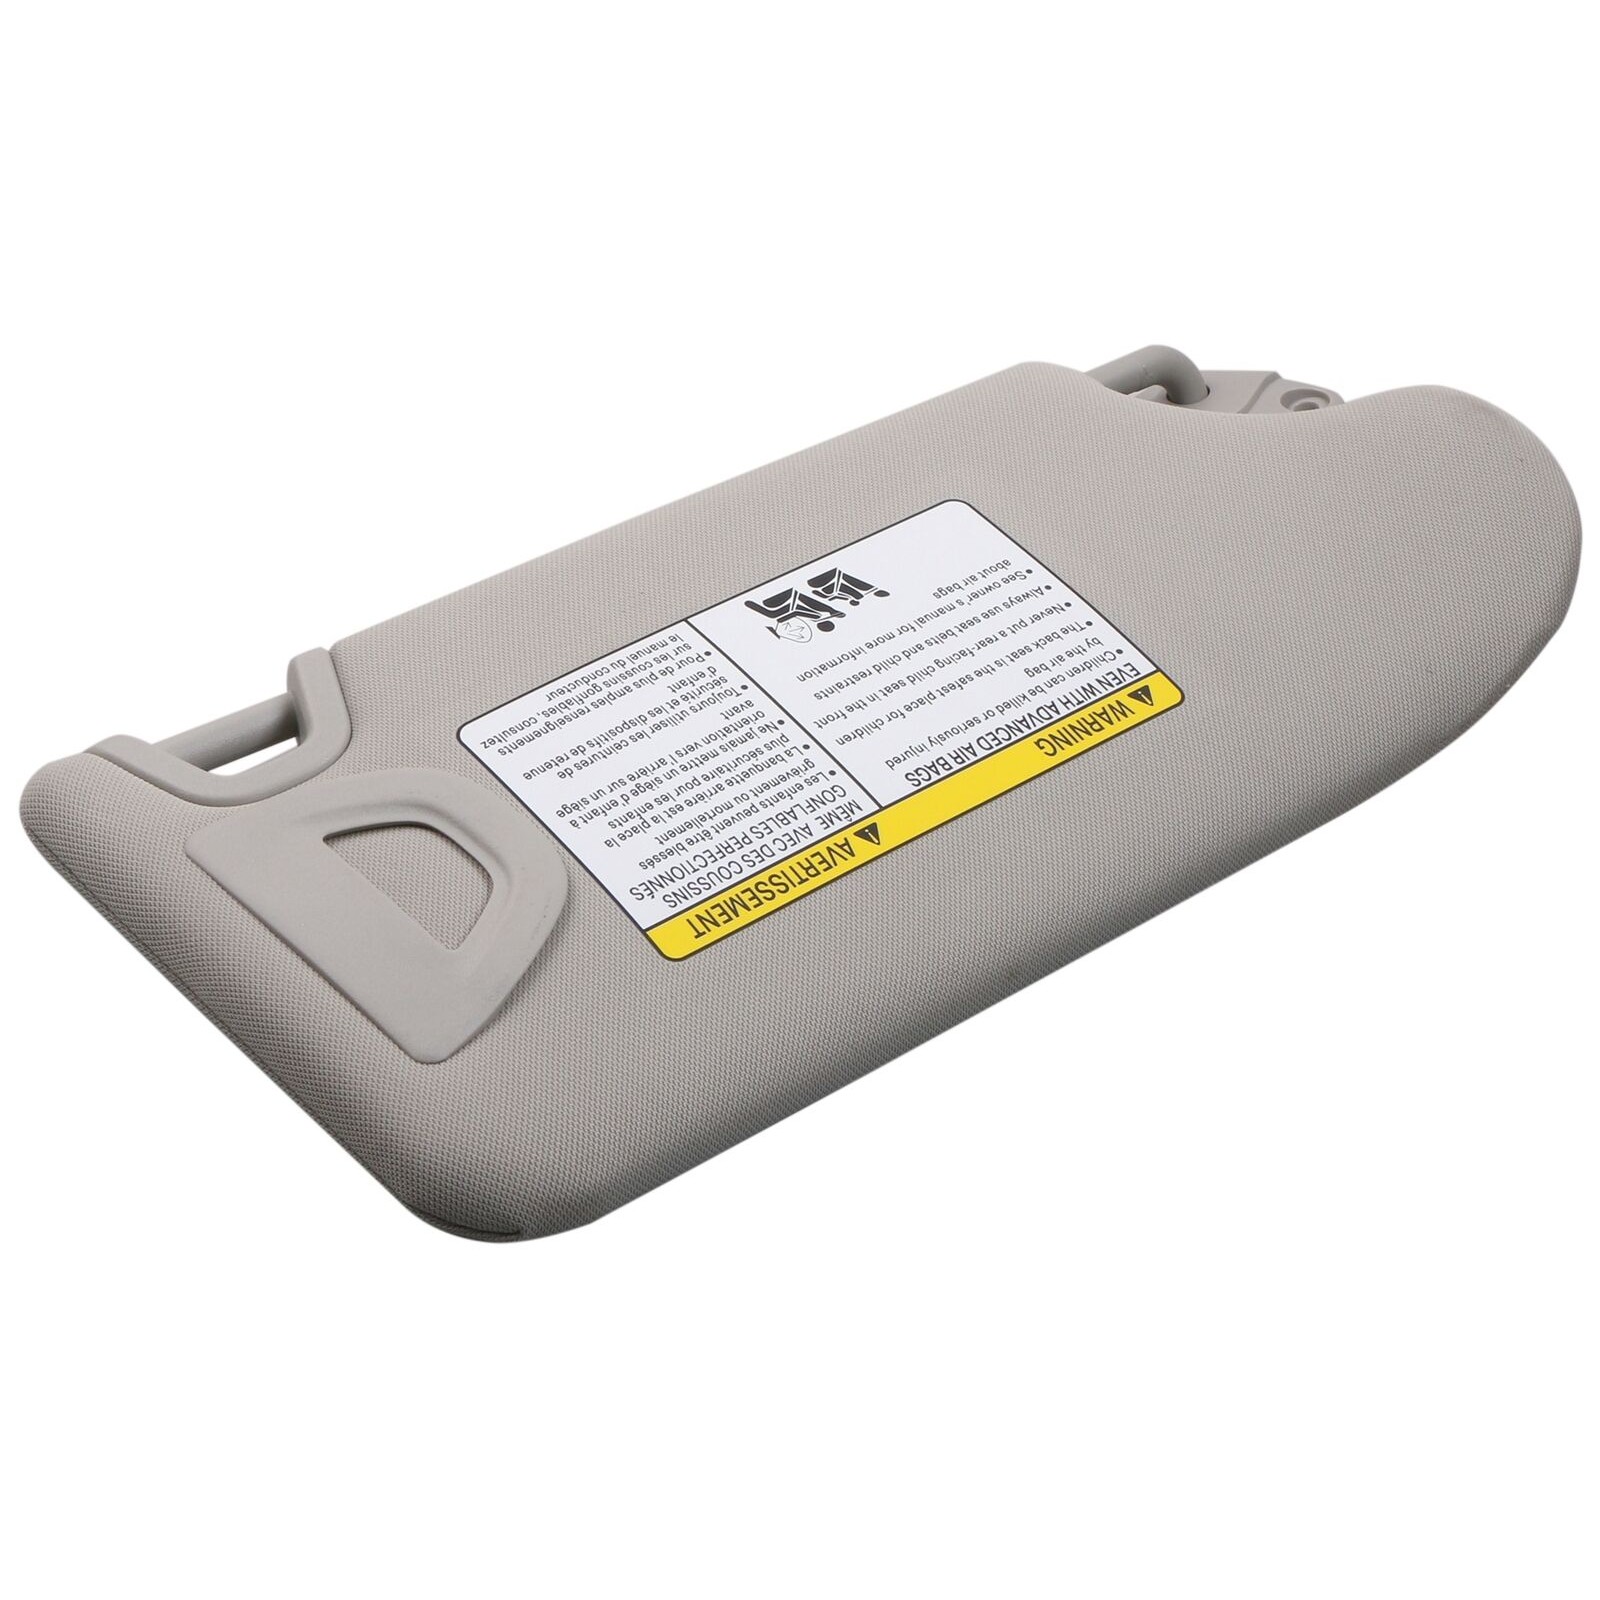 WARNING
EVEN WITH ADVANCED AIR BAGS
• Children can be killed or seriously injured
by the air bag
• The back seat is the safest place for children
• Never put a rear-facing child seat in the front
• Always use seat belts and child restraints
• See owner's manual for more information
about air bags
AVERTISSEMENT
MÊME AVEC DES COUSSINS
GONFLABLES PERFECTIONNÉS
• Les enfants peuvent être blessés
grièvement ou mortellement
• La banquette arrière est la place la
plus sécuritaire pour les enfants
• Ne jamais mettre un siège d'enfant à
orientation vers l'arrière sur un siège
avant
• Toujours utiliser les ceintures de
sécurité et les dispositifs de retenue
d'enfant
• Pour de plus amples renseignements
sur les coussins gonflables, consultez
le manuel du conducteur